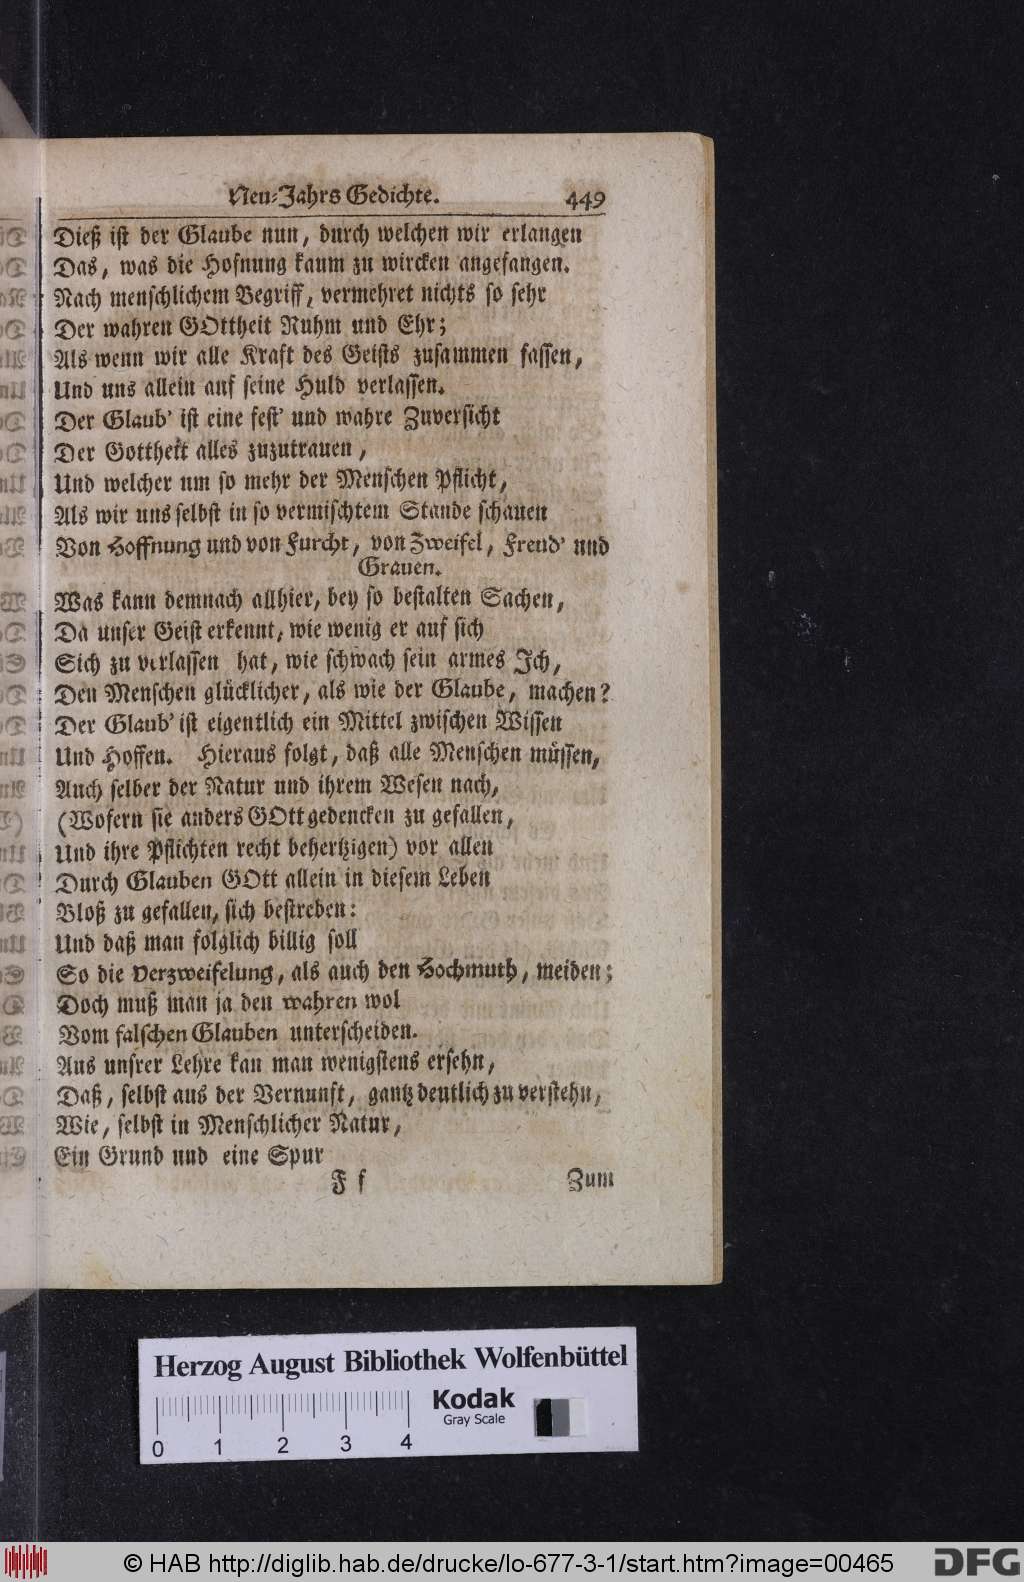 Neu-Jahrs Gedichte. 449
Dieß ist der Glaube nun, durch welchen wir erlangen
Das, was die Hofnung kaum zu wircken angefangen.
Nach menschlichem Begriff, vermehret nichts so sehr
Der wahren GOttheit Ruhm und Ehr;
Als wenn wir alle Kraft des Geists zusammen fassen,
Und uns allein auf seine Huld verlassen.
Der Glaub' ist eine fest' und wahre Zuversicht
Der Gottheit alles zuzutrauen,
Und welcher um so mehr der Menschen Pflicht,
Als wir uns selbst in so vermischtem Stande schauen
Von Hoffnung und von Furcht, von Zweifel, Freud' und
Grauen.
Was kann demnach allhier, bey so bestalten Sachen,
Da unser Geist erkennt, wie wenig er auf sich
Sich zu verlassen hat, wie schwach sein armes Ich,
Den Menschen glücklicher, als wie der Glaube, machen?
Der Glaub' ist eigentlich ein Mittel zwischen Wissen
Und Hoffen. Hieraus folgt, daß alle Menschen müssen,
Auch selber der Natur und ihrem Wesen nach,
(Wofern sie anders GOtt gedencken zu gefallen,
Und ihre Pflichten recht behertzigen) vor allen
Durch Glauben GOtt allein in diesem Leben
Bloß zu gefallen, sich bestreben:
Und daß man folglich billig soll
So die Verzweifelung, als auch den Hochmuth, meiden;
Doch muß man ja den wahren wol
Vom falschen Glauben unterscheiden.
Aus unsrer Lehre kan man wenigstens ersehn,
Daß, selbst aus der Vernunft, gantz deutlich zu verstehn,
Wie, selbst in Menschlicher Natur,
Ein Grund und eine Spur
F f Zum
Herzog August Bibliothek Wolfenbüttel
Kodak
Gray Scale
0 1 2 3 4
© HAB http://diglib.hab.de/drucke/lo-677-3-1/start.htm?image=00465
DFG